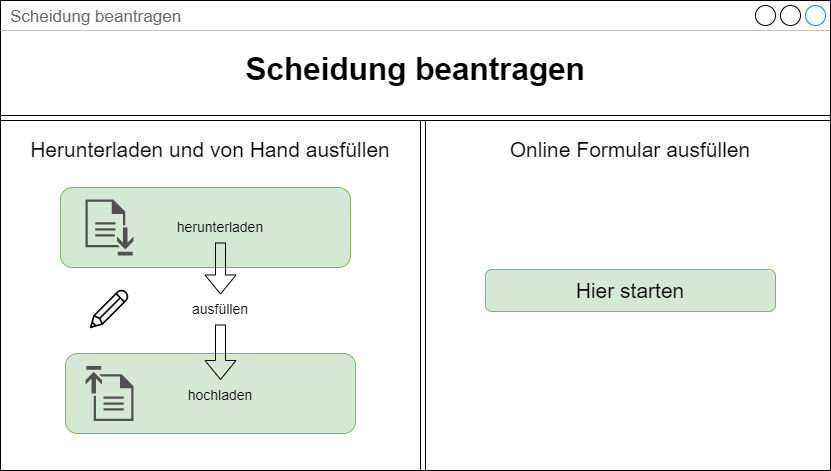 Scheidung beantragen
Scheidung beantragen
Herunterladen und von Hand ausfüllen
herunterladen
ausfüllen
hochladen
Online Formular ausfüllen
Hier starten